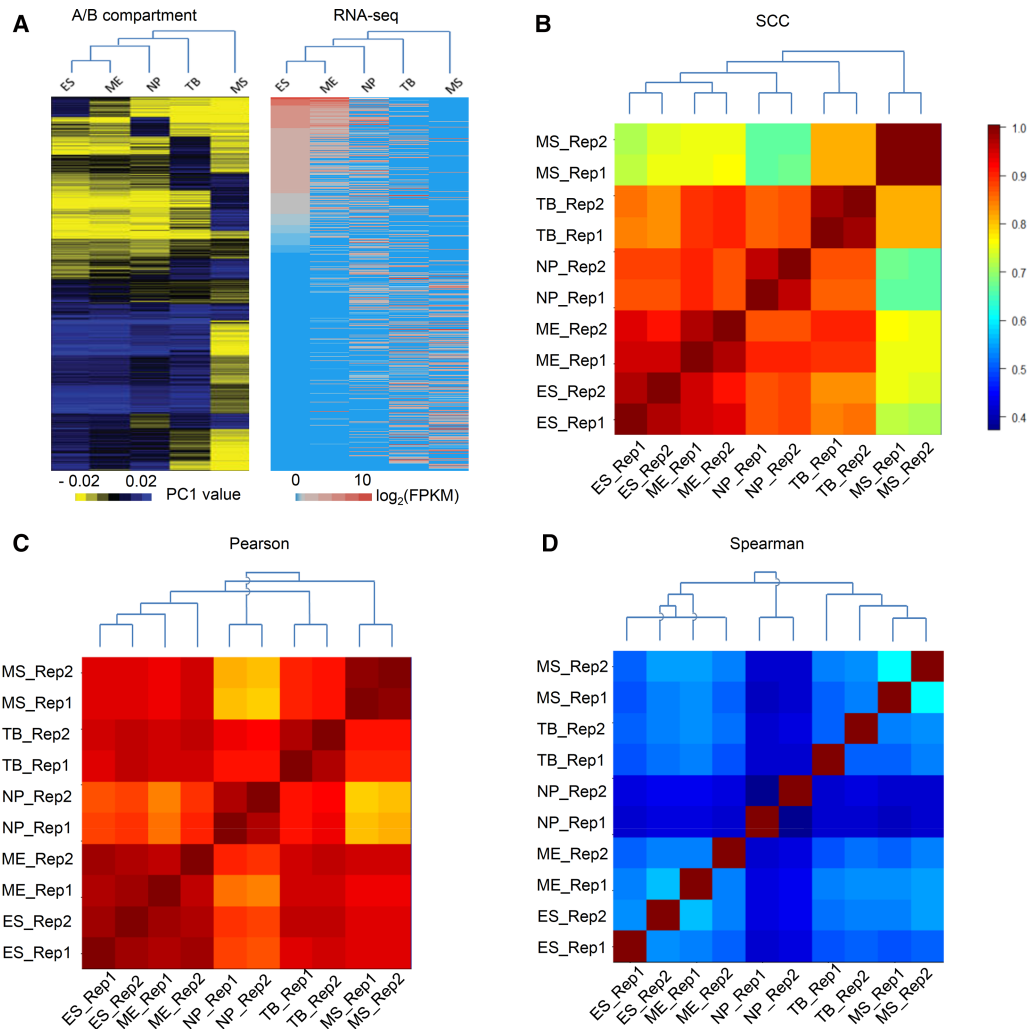 A
A/B compartment
RNA-seq
ES ME NP TB MS
ES ME NP TB MS
- 0.02 0.02 PC1 value
0 10 log2(FPKM)
B
SCC
MS_Rep2
MS_Rep1
TB_Rep2
TB_Rep1
NP_Rep2
NP_Rep1
ME_Rep2
ME_Rep1
ES_Rep2
ES_Rep1
ES_Rep1 ES_Rep2 ME_Rep1 ME_Rep2 NP_Rep1 NP_Rep2 TB_Rep1 TB_Rep2 MS_Rep1 MS_Rep2
1.0
0.9
0.8
0.7
0.6
0.5
0.4
C
Pearson
MS_Rep2
MS_Rep1
TB_Rep2
TB_Rep1
NP_Rep2
NP_Rep1
ME_Rep2
ME_Rep1
ES_Rep2
ES_Rep1
ES_Rep1 ES_Rep2 ME_Rep1 ME_Rep2 NP_Rep1 NP_Rep2 TB_Rep1 TB_Rep2 MS_Rep1 MS_Rep2
D
Spearman
MS_Rep2
MS_Rep1
TB_Rep2
TB_Rep1
NP_Rep2
NP_Rep1
ME_Rep2
ME_Rep1
ES_Rep2
ES_Rep1
ES_Rep1 ES_Rep2 ME_Rep1 ME_Rep2 NP_Rep1 NP_Rep2 TB_Rep1 TB_Rep2 MS_Rep1 MS_Rep2